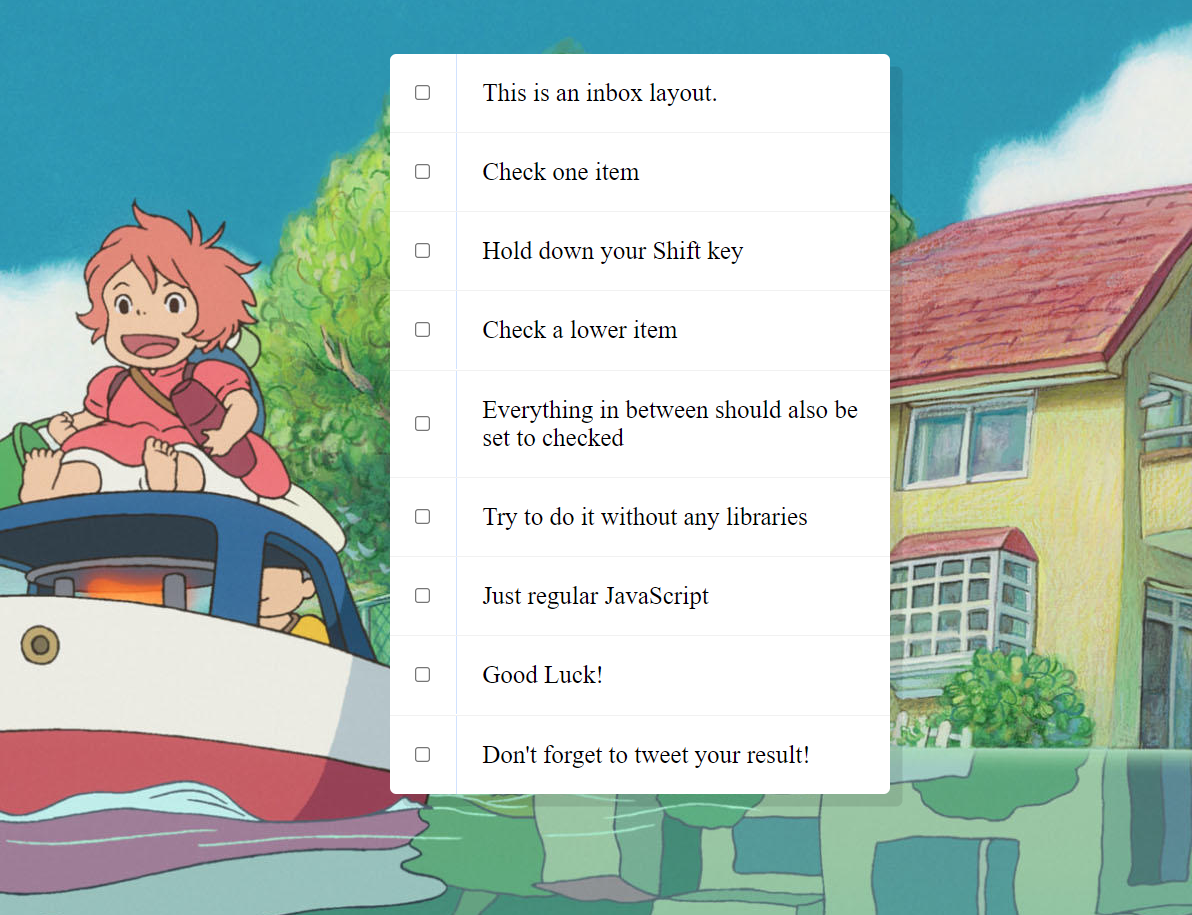 This is an inbox layout.
Check one item
Hold down your Shift key
Check a lower item
Everything in between should also be
set to checked
Try to do it without any libraries
Just regular JavaScript
Good Luck!
Don't forget to tweet your result!